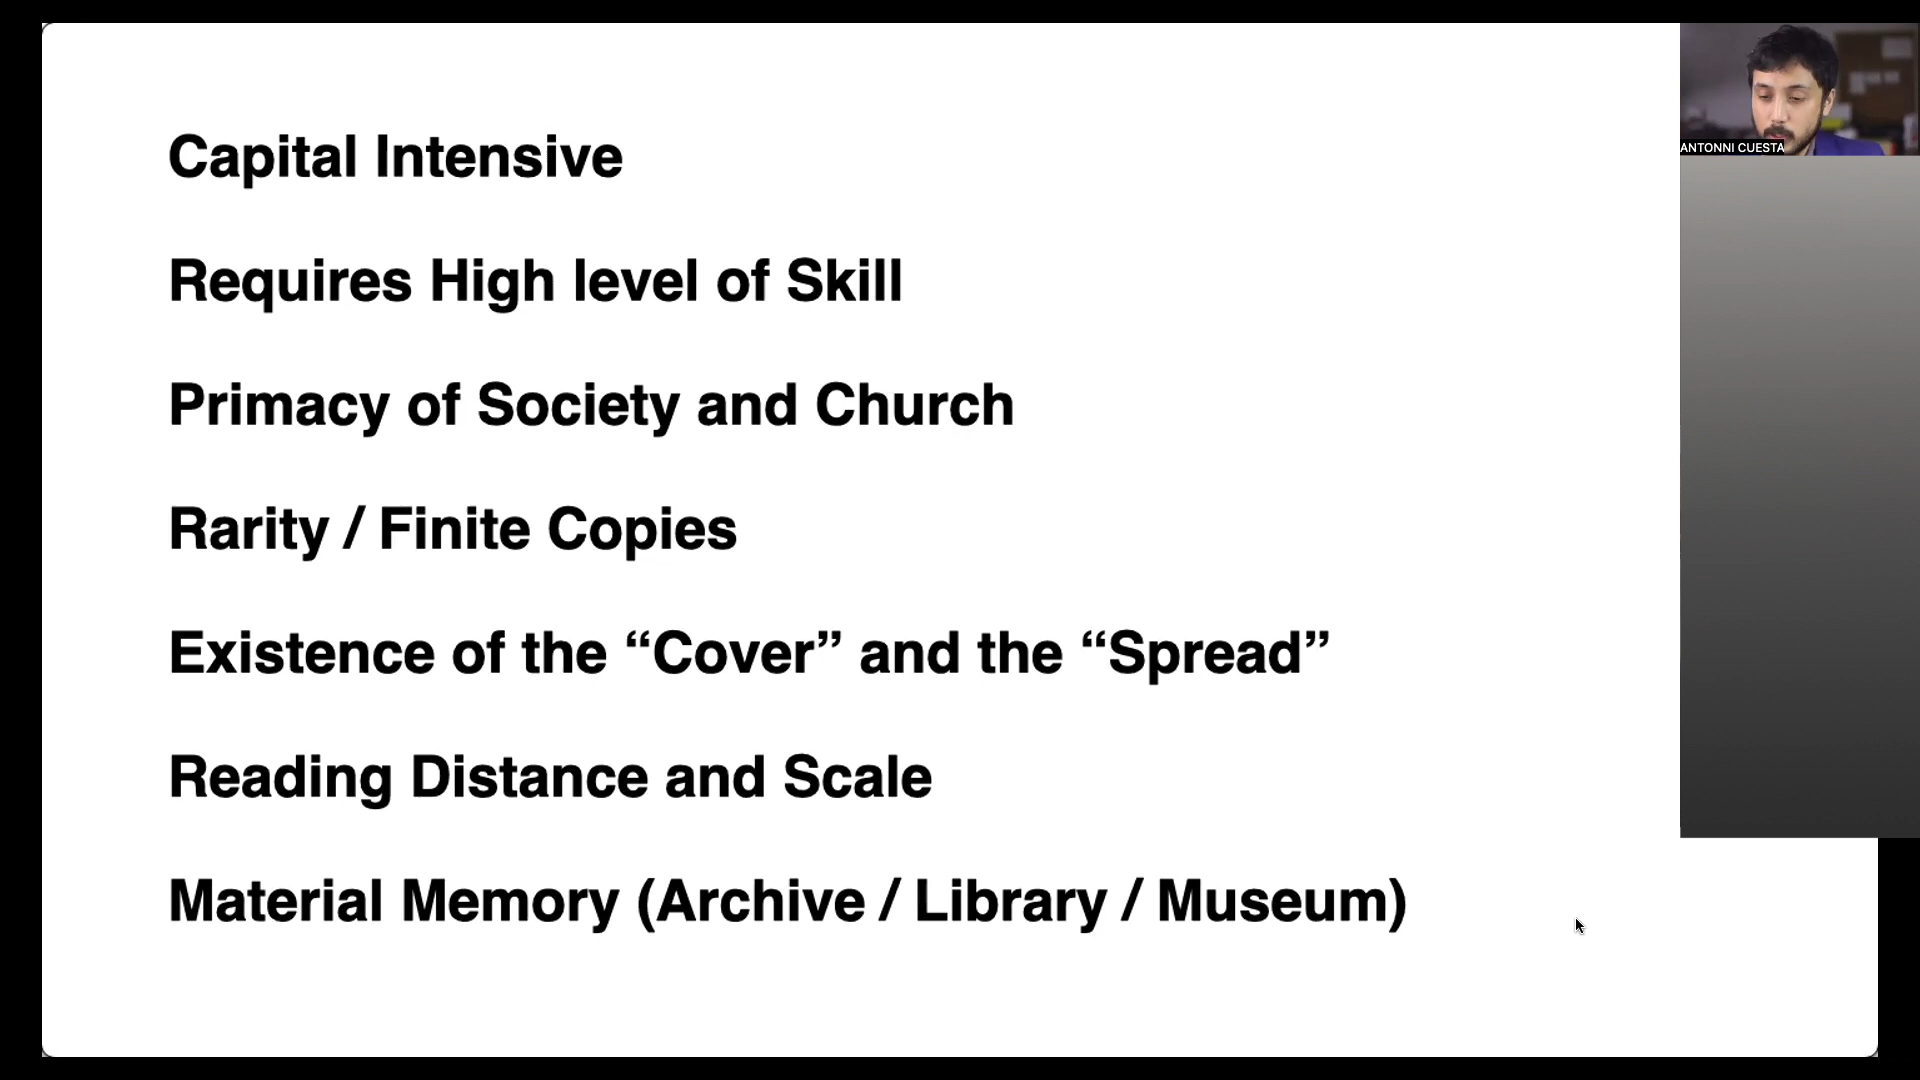 Capital Intensive
Requires High level of Skill
Primacy of Society and Church
Rarity / Finite Copies
Existence of the “Cover” and the “Spread”
Reading Distance and Scale
Material Memory (Archive / Library / Museum)
ANTONNI CUESTA